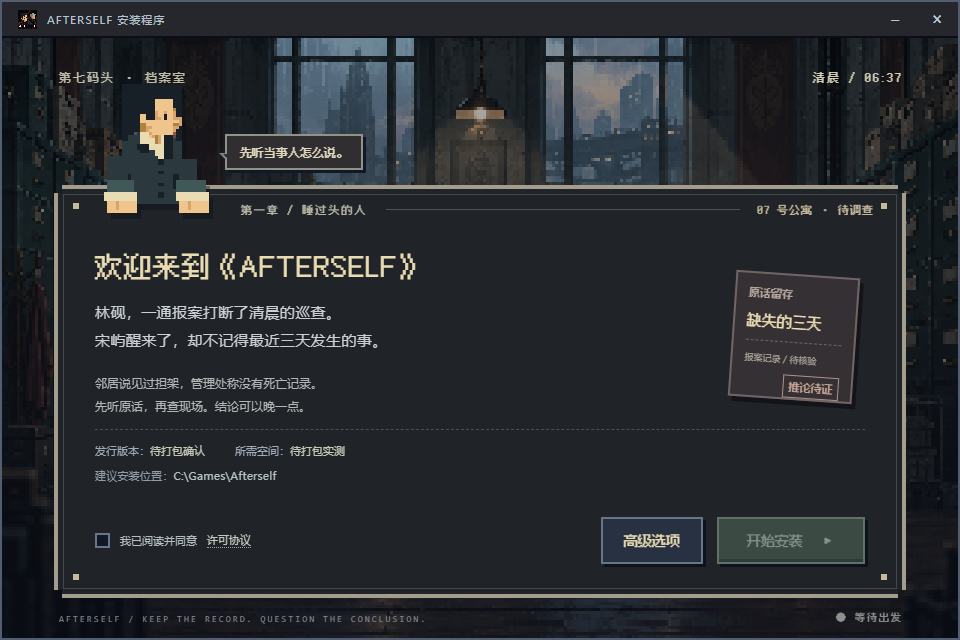 AFTERSELF 安装程序
第七码头 · 档案室
清晨 / 06:37
先听当事人怎么说。
第一章 / 睡过头的人
07 号公寓 · 待调查
欢迎来到《AFTERSELF》
林砚，一通报案打断了清晨的巡查。
宋屿醒来了，却不记得最近三天发生的事。
邻居说见过担架，管理处称没有死亡记录。
先听原话，再查现场。结论可以晚一点。
原话留存
缺失的三天
报案记录 / 待核验
推论待证
发行版本：待打包确认 所需空间：待打包实测
建议安装位置：C:\Games\Afterself
我已阅读并同意 许可协议
高级选项
开始安装
AFTERSELF / KEEP THE RECORD. QUESTION THE CONCLUSION.
等待出发